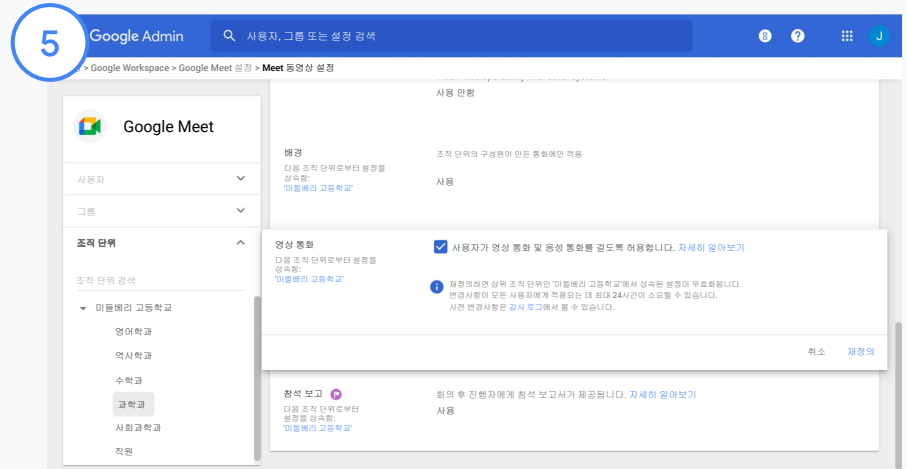 5
Google Admin
사용자, 그룹 또는 설정 검색
8
?
J
> Google Workspace > Google Meet 설정 > Meet 동영상 설정
사용 안함
Google Meet
사용자
그룹
조직 단위
조직 단위 검색
미들베리 고등학교
영어학과
역사학과
수학과
과학과
사회과학과
직원
배경
다음 조직 단위로부터 설정을
상속함:
'미들베리 고등학교'
조직 단위의 구성원이 만든 통화에만 적용
사용
영상 통화
다음 조직 단위로부터 설정을
상속함:
'미들베리 고등학교'
사용자가 영상 통화 및 음성 통화를 걸도록 허용합니다. 자세히 알아보기
재정의하면 상위 조직 단위인 '미들베리 고등학교'에서 상속된 설정이 무효화됩니다.
변경사항이 모든 사용자에게 적용되는 데 최대 24시간이 소요될 수 있습니다.
사전 변경사항은 감사 로그에서 볼 수 있습니다.
취소
재정의
참석 보고
다음 조직 단위로부터
설정을 상속함:
'미들베리 고등학교'
회의 후 진행자에게 참석 보고서가 제공됩니다. 자세히 알아보기
사용